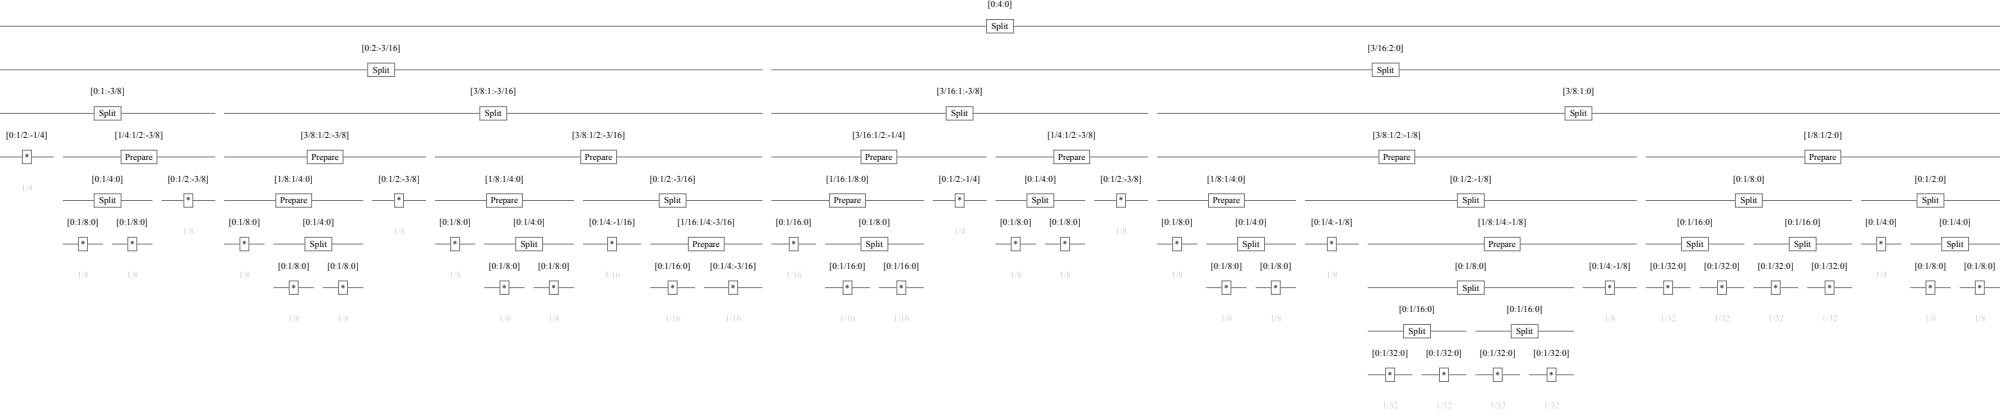 [0:4:0]
Split
[0:2:-3/16] [3/16:2:0]
Split Split
[0:1:-3/8] [3/8:1:-3/16] [3/16:1:-3/8] [3/8:1:0]
Split Split Split Split
[0:1/2:-1/4] [1/4:1/2:-3/8] [3/8:1/2:-3/8] [3/8:1/2:-3/16] [3/16:1/2:-1/4] [1/4:1/2:-3/8] [3/8:1/2:-1/8] [1/8:1/2:0]
* Prepare Prepare Prepare Prepare Prepare Prepare Prepare
[0:1/4:0] [0:1/2:-3/8] [1/8:1/4:0] [0:1/2:-3/8] [1/8:1/4:0] [0:1/2:-3/16] [1/16:1/8:0] [0:1/2:-1/4] [0:1/4:0] [0:1/2:-3/8] [1/8:1/4:0] [0:1/2:-1/8] [0:1/8:0] [0:1/2:0]
1/4
Split * Prepare * Prepare Split Prepare * Split * Prepare Split Split Split
[0:1/8:0] [0:1/8:0] [0:1/8:0] [0:1/4:0] [0:1/8:0] [0:1/4:0] [0:1/4:-1/16] [1/16:1/4:-3/16] [0:1/16:0] [0:1/8:0] [0:1/8:0] [0:1/8:0] [0:1/8:0] [0:1/4:0] [0:1/4:-1/8] [1/8:1/4:-1/8] [0:1/16:0] [0:1/16:0] [0:1/4:0] [0:1/4:0]
1/8 1/8 1/4 1/8
* * * Split * Split * Prepare * Split * * * Split * Prepare Split Split * Split
[0:1/8:0] [0:1/8:0] [0:1/8:0] [0:1/8:0] [0:1/16:0] [0:1/4:-3/16] [0:1/16:0] [0:1/16:0] [0:1/8:0] [0:1/8:0] [0:1/8:0] [0:1/4:-1/8] [0:1/32:0] [0:1/32:0] [0:1/32:0] [0:1/32:0] [0:1/8:0] [0:1/8:0]
1/8 1/8 1/8 1/8 3/16 1/16 1/8 1/8 1/8 1/8 1/4
* * * * * * * * * * Split * * * * * * *
[0:1/16:0] [0:1/16:0]
1/8 1/8 1/8 1/8 1/16 1/16 1/16 1/16 1/8 1/8 1/8 1/32 1/32 1/32 1/32 1/8 1/8
Split Split
[0:1/32:0] [0:1/32:0] [0:1/32:0] [0:1/32:0]
* * * *
1/32 1/32 1/32 1/32